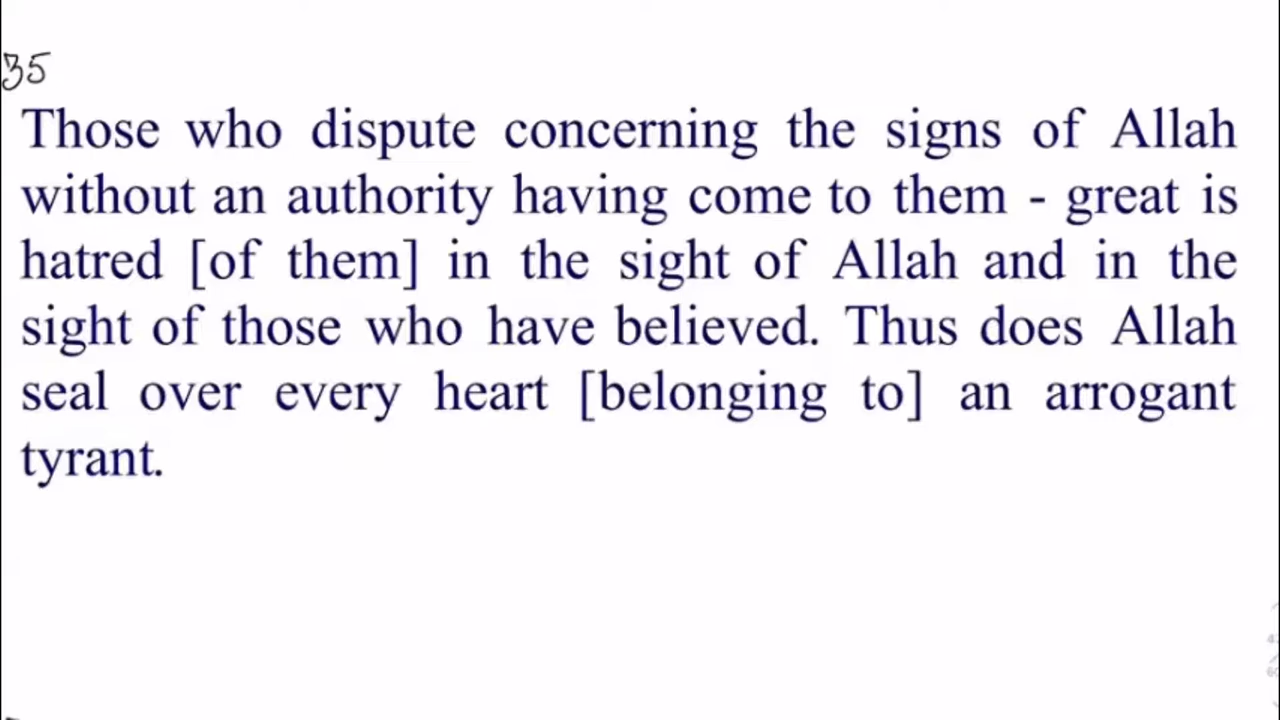 35
Those who dispute concerning the signs of Allah
without an authority having come to them - great is
hatred [of them] in the sight of Allah and in the
sight of those who have believed. Thus does Allah
seal over every heart [belonging to] an arrogant
tyrant.